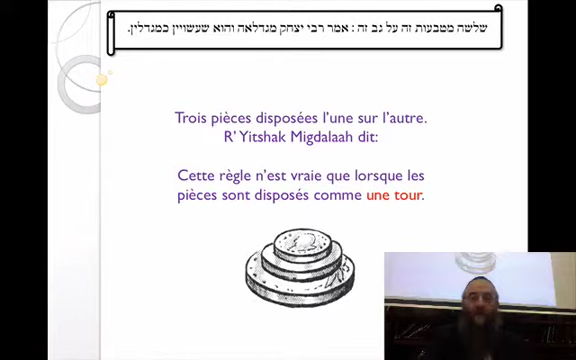 שלשה מטבעות זה על גב זה : אמר רבי יצחק מגדלאה והוא שעשויין כמגדלין.
Trois pièces disposées l'une sur l'autre.
R' Yitshak Migdalaah dit:
Cette règle n'est vraie que lorsque les
pièces sont disposés comme une tour.